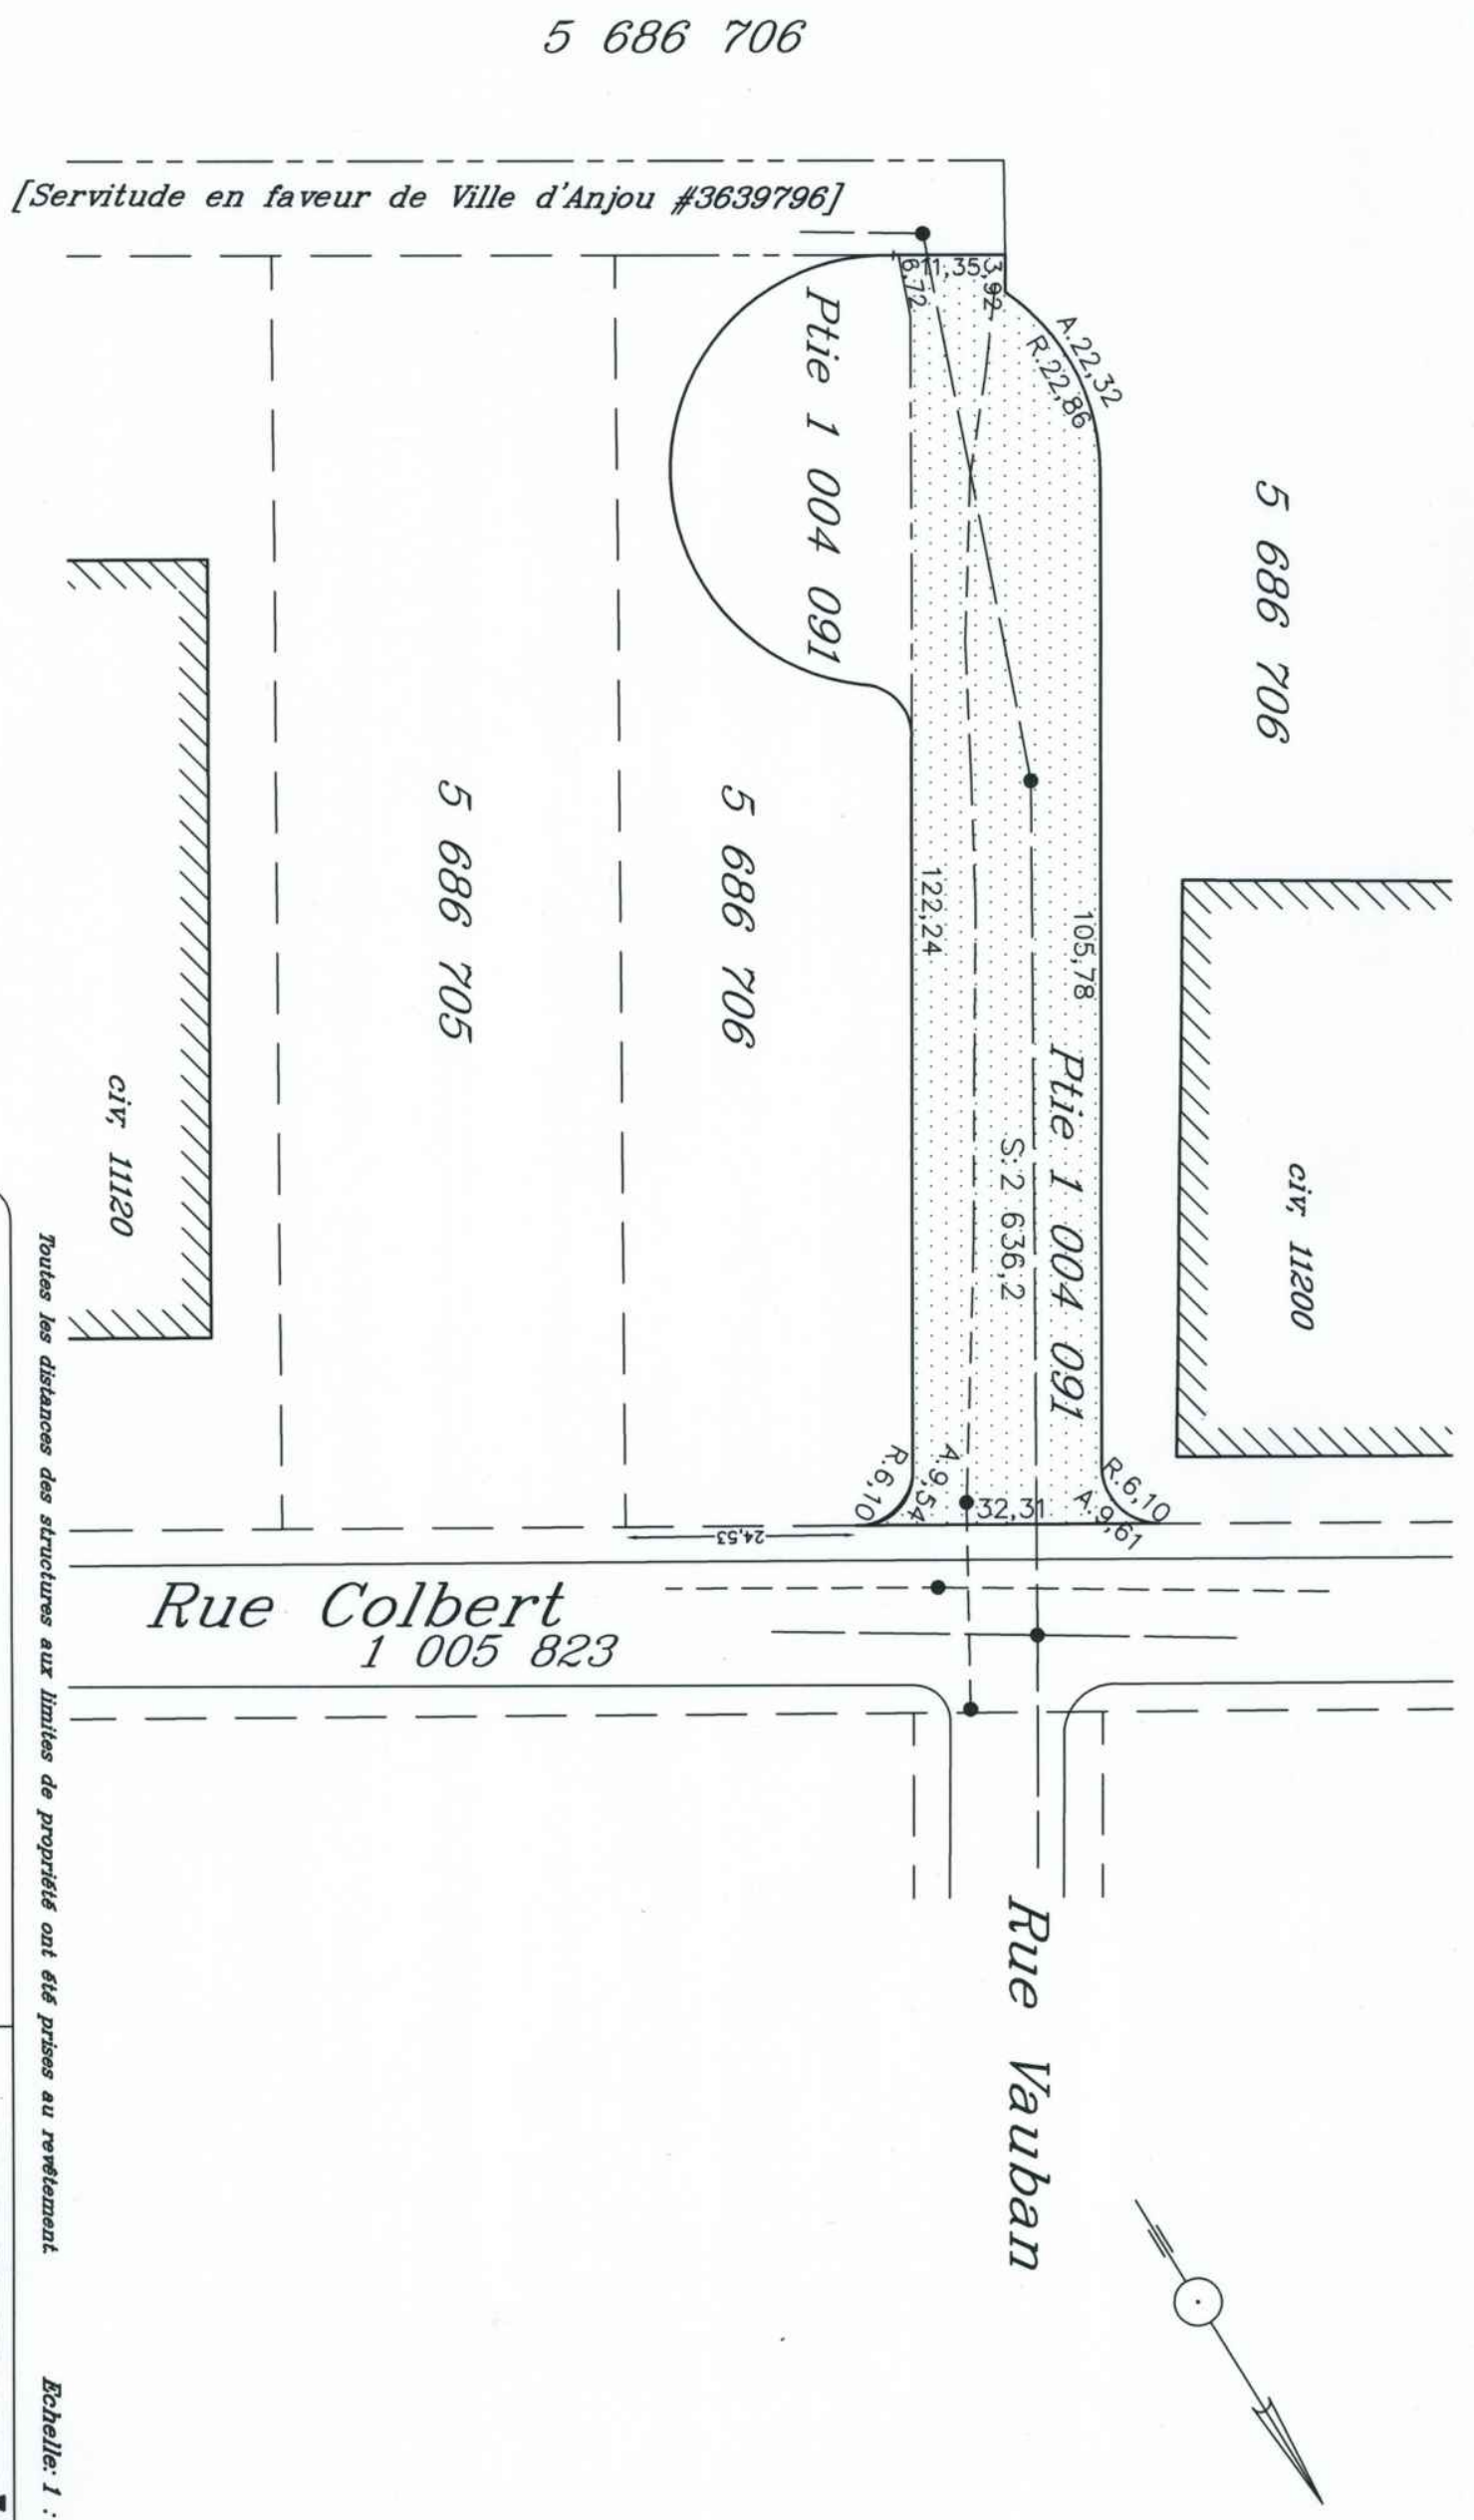 5 686 706
[Servitude en faveur de Ville d'Anjou #3639796]
6,72
11,35
3,92
A.22,32
R.22,86
Ptie 1 004 091
5 686 706
5 686 705
5 686 706
122,24
105,78
Ptie 1 004 091
S: 2 636,2
civ, 11120
civ, 11200
R.6,10
A.9,54
32,31
R.6,10
A.9,61
24,53
Rue Colbert
1 005 823
Rue Vauban
Toutes les distances des structures aux limites de propriété ont été prises au revêtement.
Echelle: 1 :